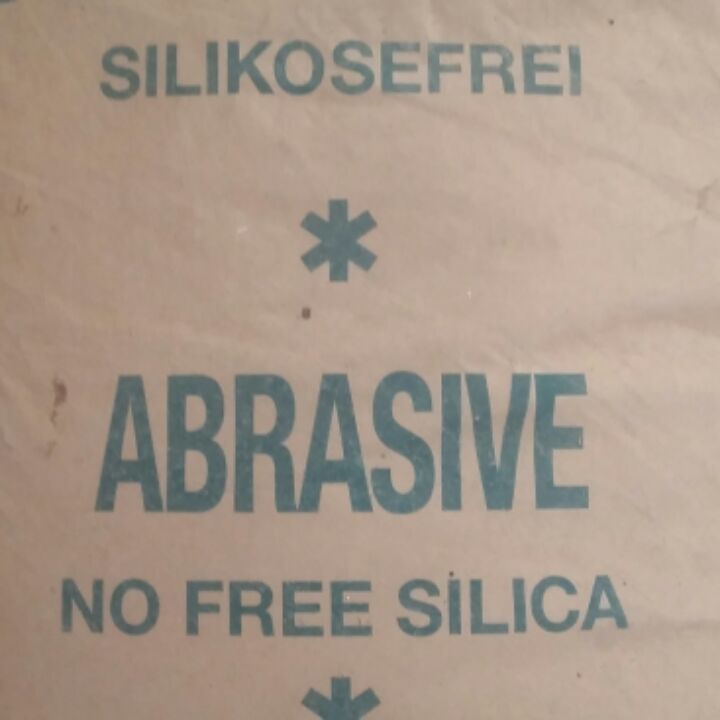 SILIKOSEFREI
*
ABRASIVE
NO FREE SILICA
*